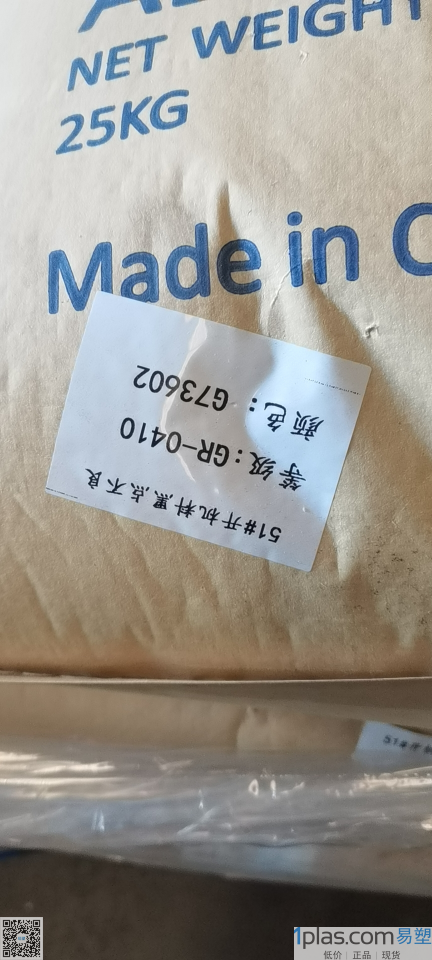 NET WEIGHT
25KG
Made in
51#开机料黑点不良
等级:GR-0410
颜色: G73602
51#开
1plas.com易塑
低价 | 正品 | 现货